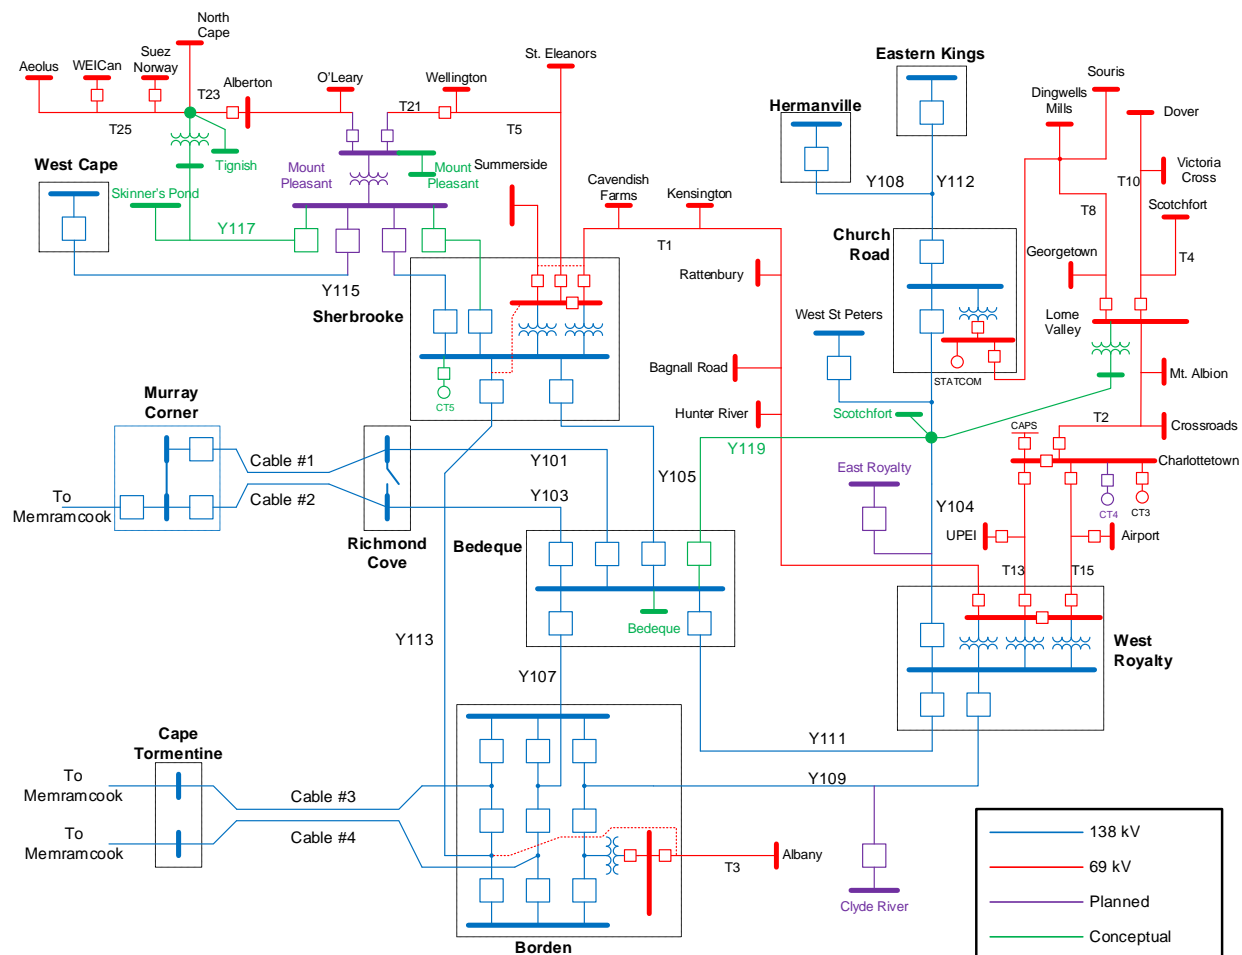 North
Cape
Suez
Norway
St. Eleanors
Aeolus
WEICan
Alberton
O'Leary
Wellington
Eastern Kings
Souris
Dingwells
Mills
Hermanville
Dover
T23
T21
T25
T5
West Cape
Tignish
Mount
Pleasant
Mount
Pleasant
Summerside
Victoria
Cross
T10
Skinner's Pond
Cavendish
Farms
Kensington
Y108
Y112
T8
Scotchfort
Y117
T1
Church
Road
Georgetown
T4
Rattenbury
Y115
Sherbrooke
West St Peters
Lorne
Valley
Bagnall Road
STATCOM
Mt. Albion
Murray
Corner
CT5
Hunter River
Scotchfort
T2
Crossroads
CAPS
Cable #1
Y101
Y119
Charlottetown
Y105
East Royalty
Cable #2
To
Memramcook
Y103
Y104
CT4
CT3
Richmond
Cove
Bedeque
UPEI
Airport
T13
T15
Bedeque
Y113
West
Royalty
Y107
Cape
Tormentine
Y111
To
Memramcook
Cable #3
Y109
Cable #4
To
Memramcook
138 kV
T3
Albany
69 kV
Planned
Clyde River
Conceptual
Borden